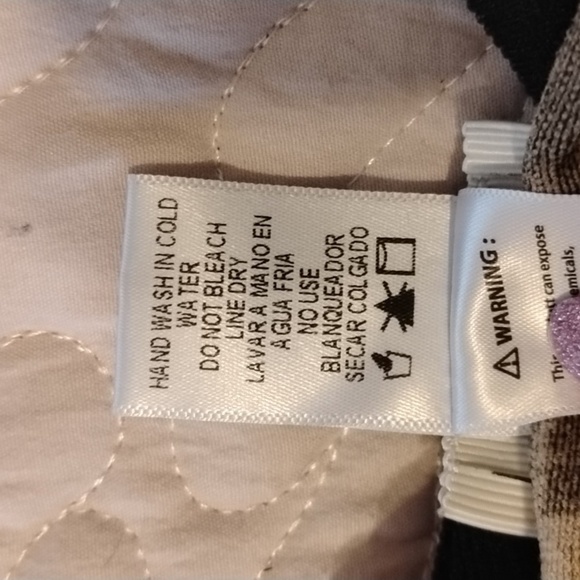 HAND WASH IN COLD
WATER
DO NOT BLEACH
LINE DRY
LAVAR A MANO EN
AGUA FRIA
NO USE
BLANQUEADOR
SECAR COLGADO
WARNING:
can expose